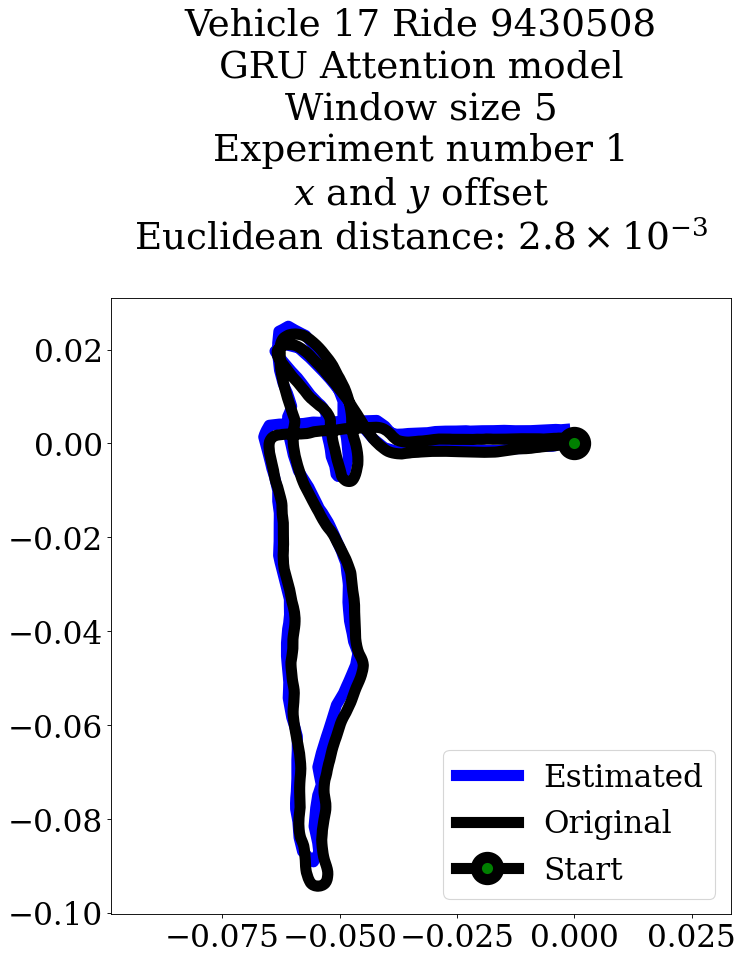 Vehicle 17 Ride 9430508
GRU Attention model
Window size 5
Experiment number 1
x and y offset
Euclidean distance: 2.8 × 10⁻³
0.02
0.00
−0.02
−0.04
−0.06
−0.08
−0.10
Estimated
Original
Start
−0.075 −0.050 −0.025 0.000 0.025